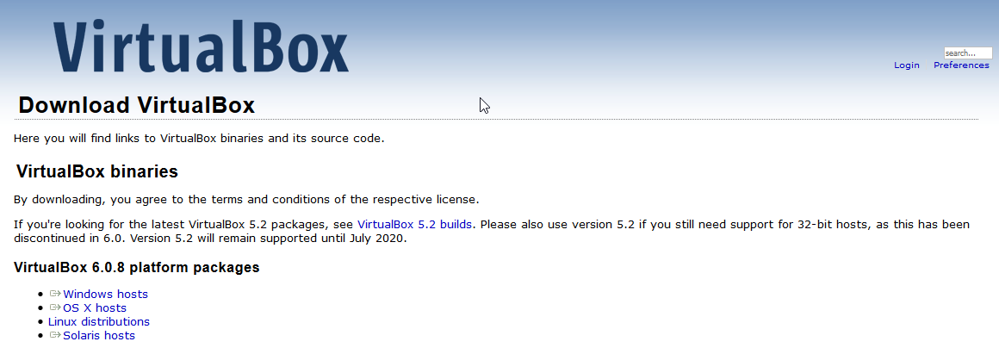 VirtualBox
search...
Login Preferences
Download VirtualBox
Here you will find links to VirtualBox binaries and its source code.
VirtualBox binaries
By downloading, you agree to the terms and conditions of the respective license.
If you're looking for the latest VirtualBox 5.2 packages, see VirtualBox 5.2 builds. Please also use version 5.2 if you still need support for 32-bit hosts, as this has been
discontinued in 6.0. Version 5.2 will remain supported until July 2020.
VirtualBox 6.0.8 platform packages
Windows hosts
OS X hosts
Linux distributions
Solaris hosts